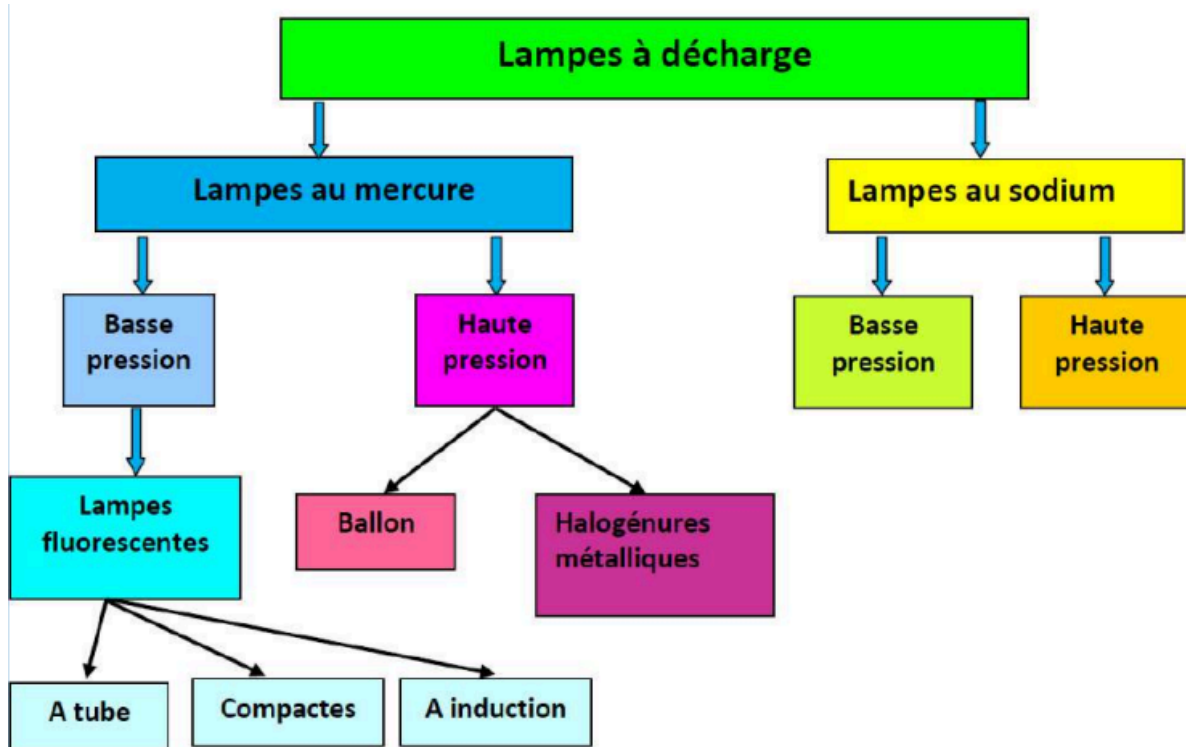 Lampes à décharge
Lampes au mercure
Lampes au sodium
Basse
pression
Haute
pression
Basse
pression
Haute
pression
Lampes
fluorescentes
Ballon
Halogénures
métalliques
A tube
Compactes
A induction